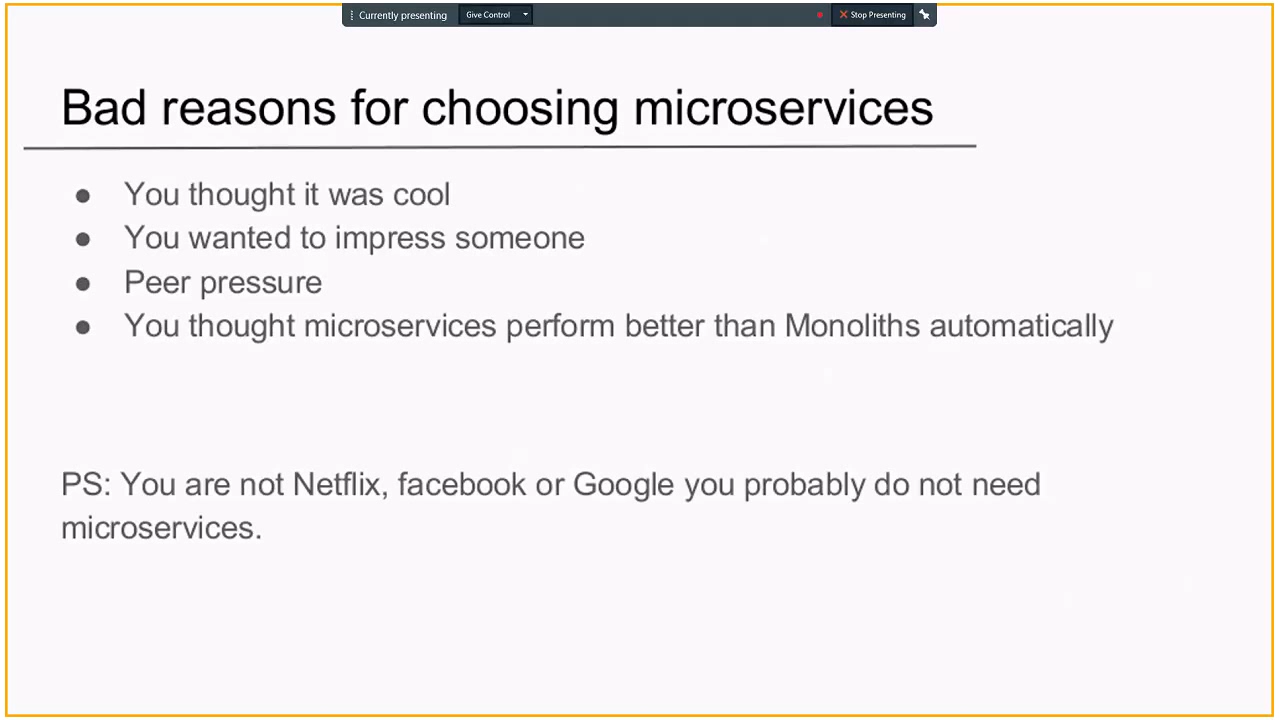 Currently presenting Give Control Stop Presenting
Bad reasons for choosing microservices
● You thought it was cool
● You wanted to impress someone
● Peer pressure
● You thought microservices perform better than Monoliths automatically
PS: You are not Netflix, facebook or Google you probably do not need
microservices.